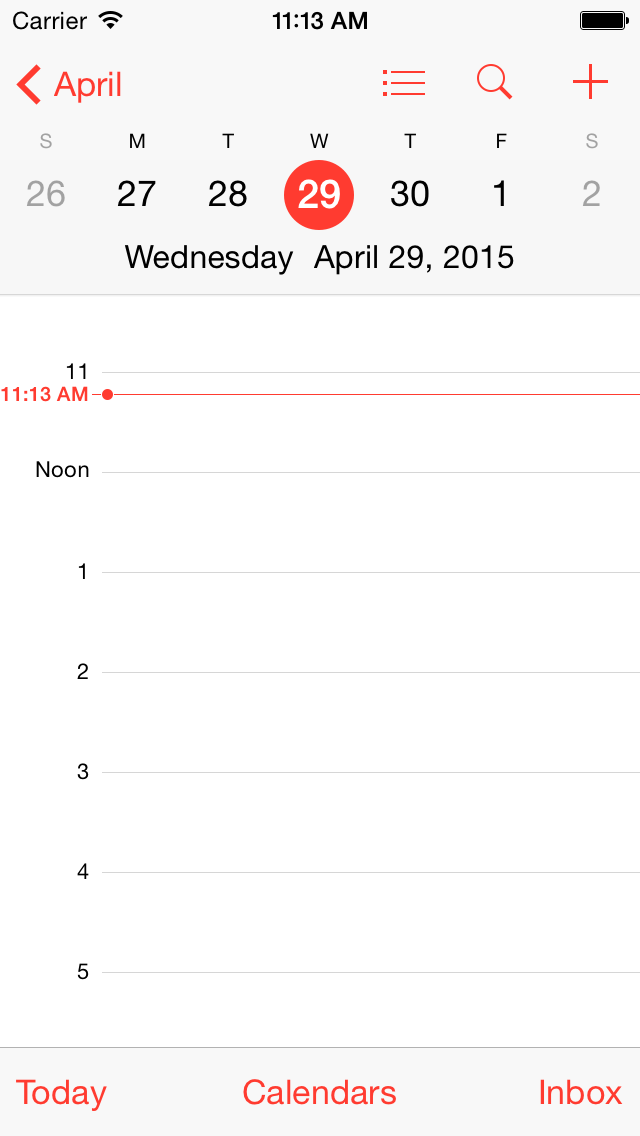 Carrier 11:13 AM
April
S M T W T F S
26 27 28 29 30 1 2
Wednesday April 29, 2015
11
11:13 AM
Noon
1
2
3
4
5
Today Calendars Inbox